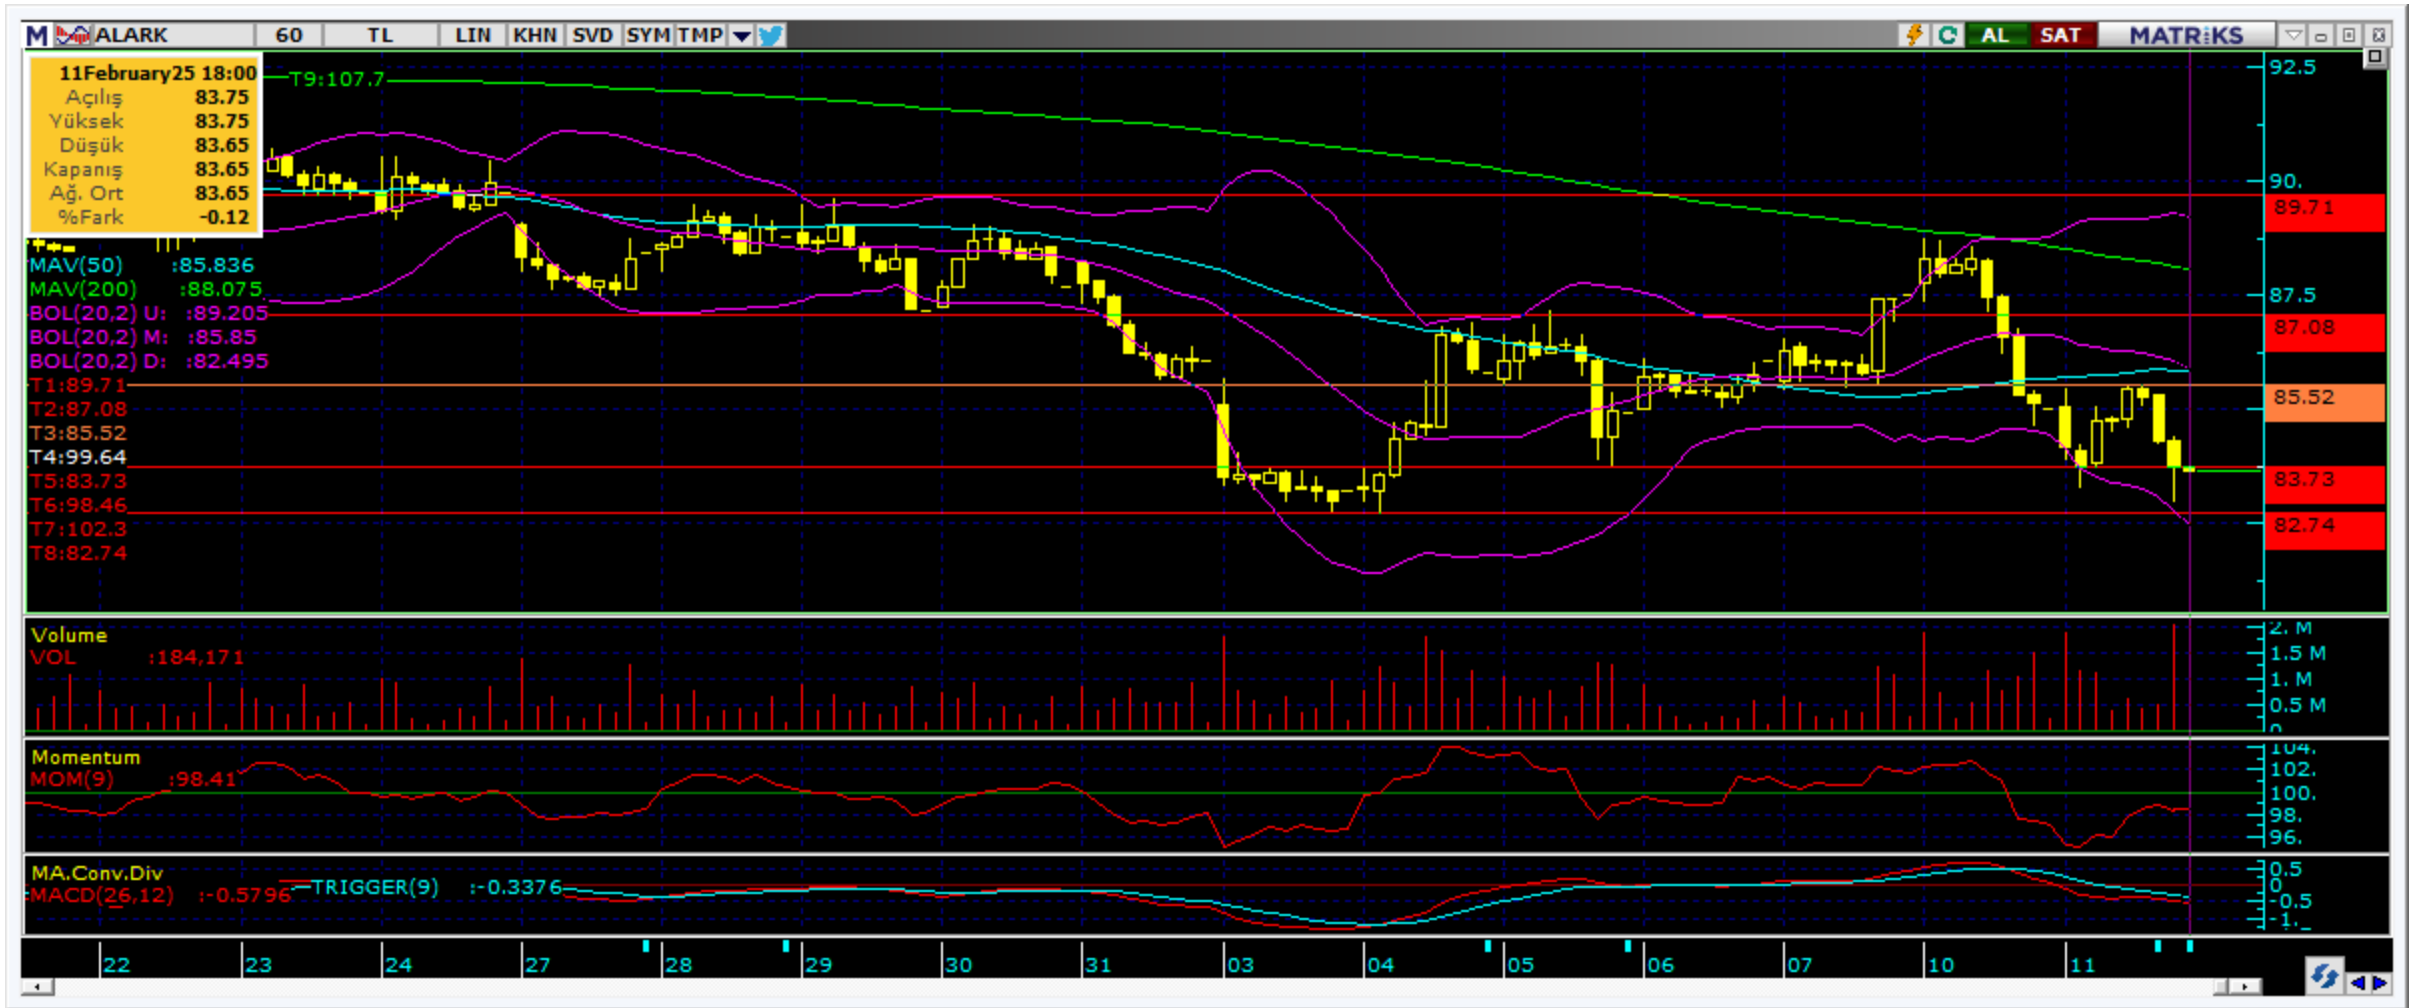 M ALARK 60 TL LIN KHN SVD SYM TMP AL SAT MATRiKS
11February25 18:00
Açılış 83.75
Yüksek 83.75
Düşük 83.65
Kapanış 83.65
Ağ. Ort 83.65
%Fark -0.12
T9:107.7
MAV(50) :85.836
MAV(200) :88.075
BOL(20,2) U: :89.205
BOL(20,2) M: :85.85
BOL(20,2) D: :82.495
T1:89.71
T2:87.08
T3:85.52
T4:99.64
T5:83.73
T6:98.46
T7:102.3
T8:82.74
92.5
90.
89.71
87.5
87.08
85.52
83.73
82.74
Volume
VOL :184,171
2. M
1.5 M
1. M
0.5 M
0
Momentum
MOM(9) :98.41
104.
102.
100.
98.
96.
MA.Conv.Div
MACD(26,12) :-0.5796 TRIGGER(9) :-0.3376
0.5
0
-0.5
-1.
22 23 24 27 28 29 30 31 03 04 05 06 07 10 11